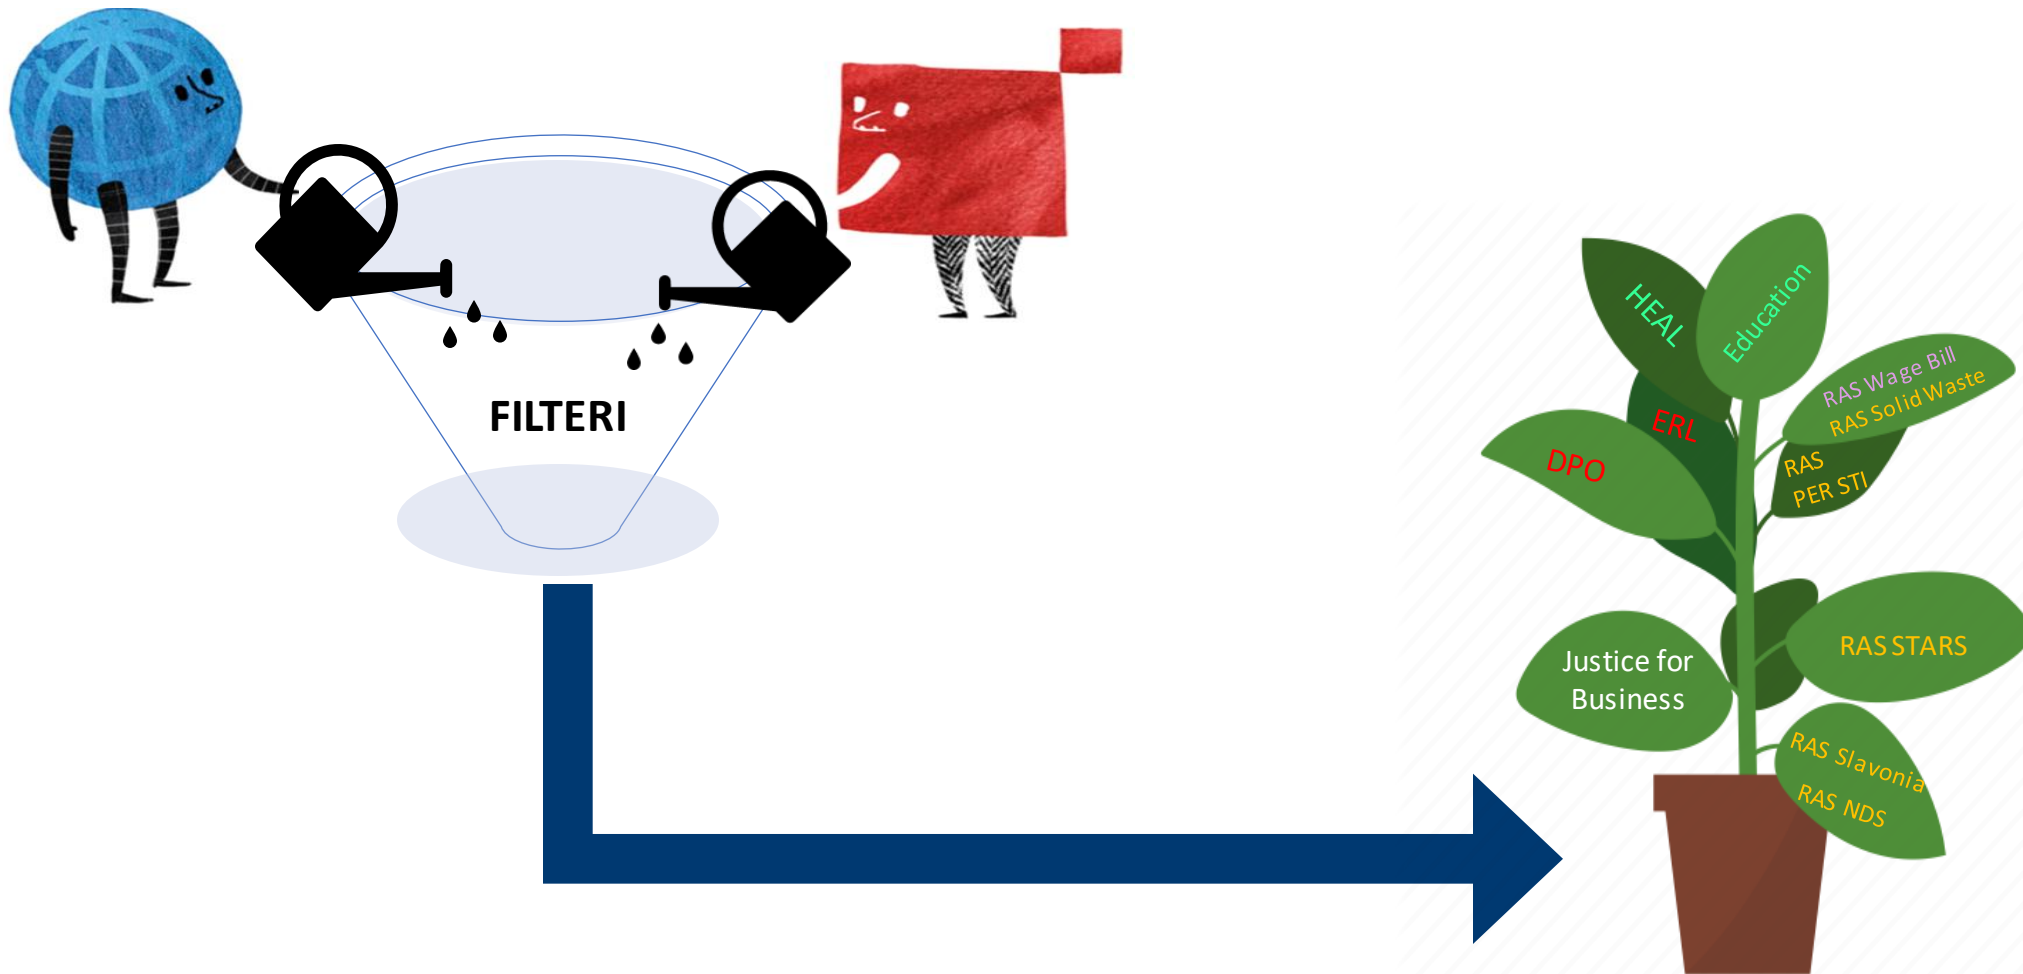 FILTERI
HEAL
Education
RAS Wage Bill
RAS Solid Waste
ERL
DPO
RAS
PER STI
Justice for
Business
RAS STARS
RAS Slavonia
RAS NDS